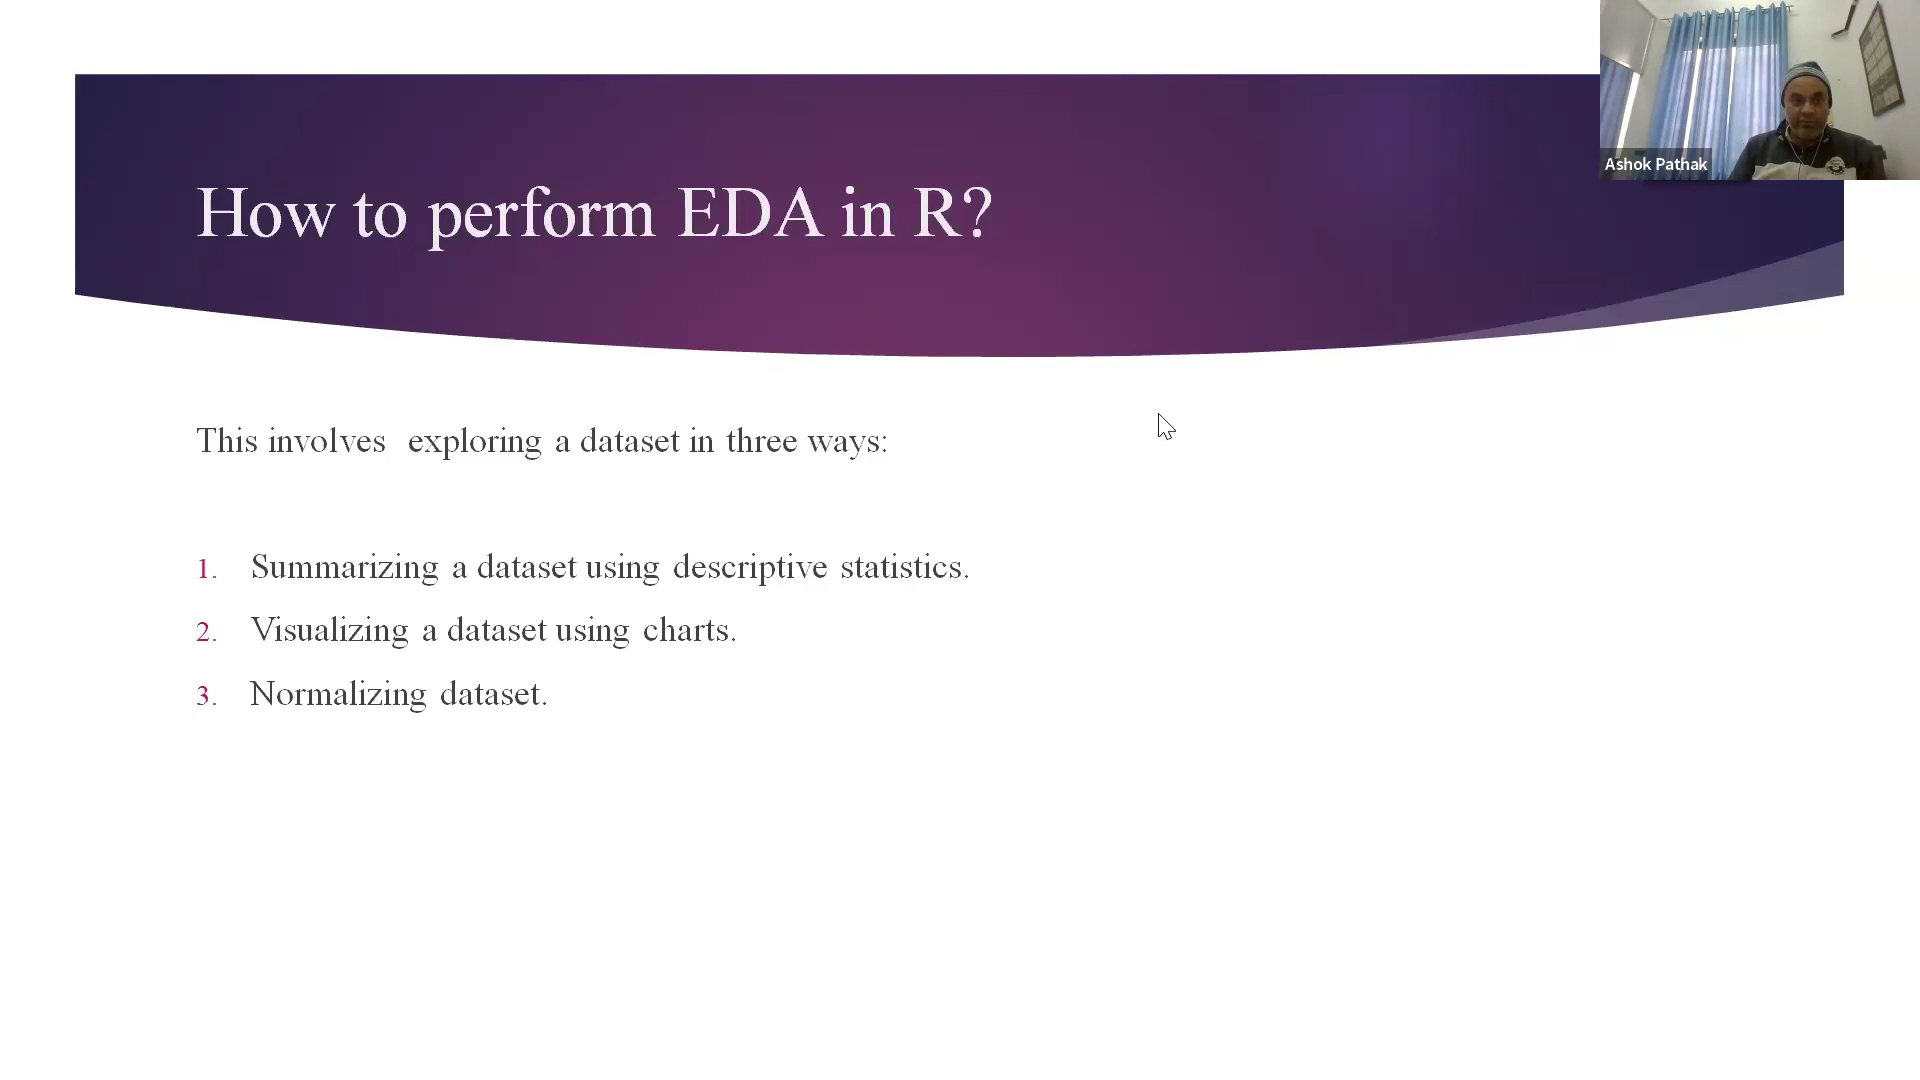 How to perform EDA in R?
Ashok Pathak
This involves exploring a dataset in three ways:
1. Summarizing a dataset using descriptive statistics.
2. Visualizing a dataset using charts.
3. Normalizing dataset.